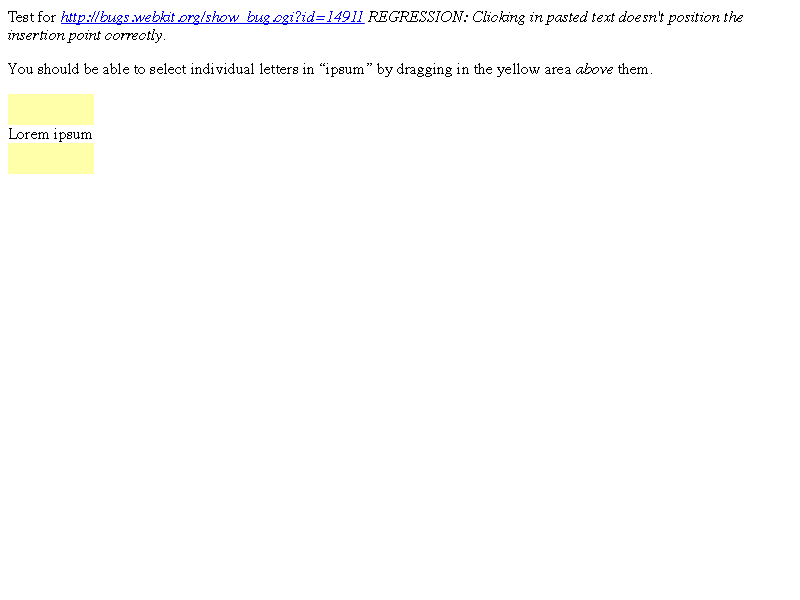 Test for http://bugs.webkit.org/show_bug.cgi?id=14911 REGRESSION: Clicking in pasted text doesn't position the
insertion point correctly.
You should be able to select individual letters in “ipsum” by dragging in the yellow area above them.
Lorem ipsum